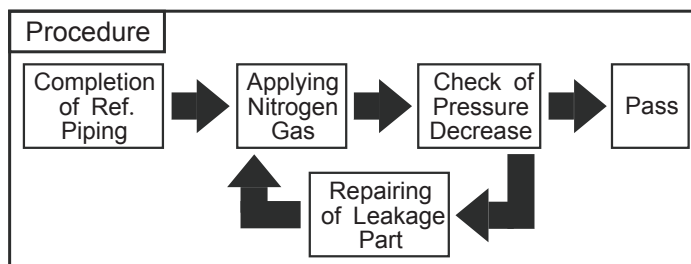 Procedure
Completion
of Ref.
Piping
Applying
Nitrogen
Gas
Check of
Pressure
Decrease
Pass
Repairing
of Leakage
Part